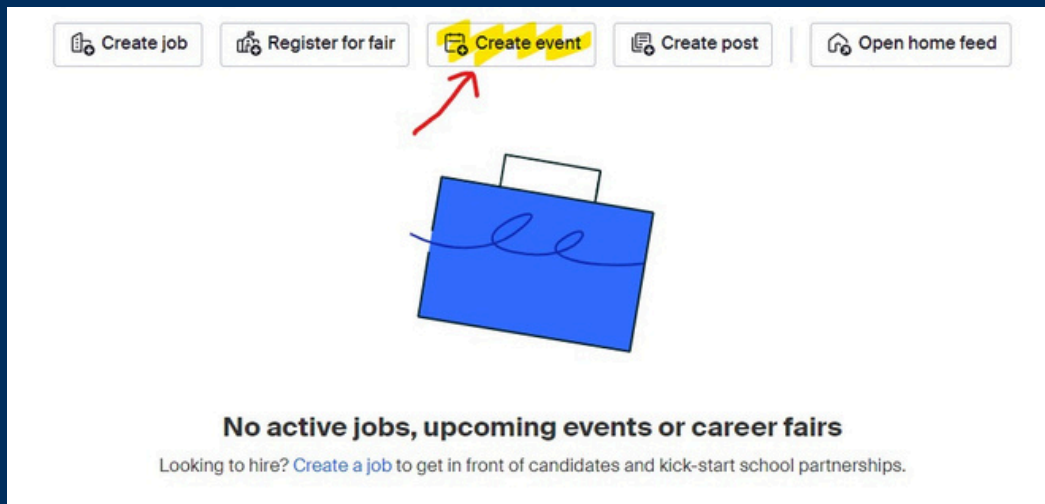 Create job Register for fair Create event Create post Open home feed
No active jobs, upcoming events or career fairs
Looking to hire? Create a job to get in front of candidates and kick-start school partnerships.